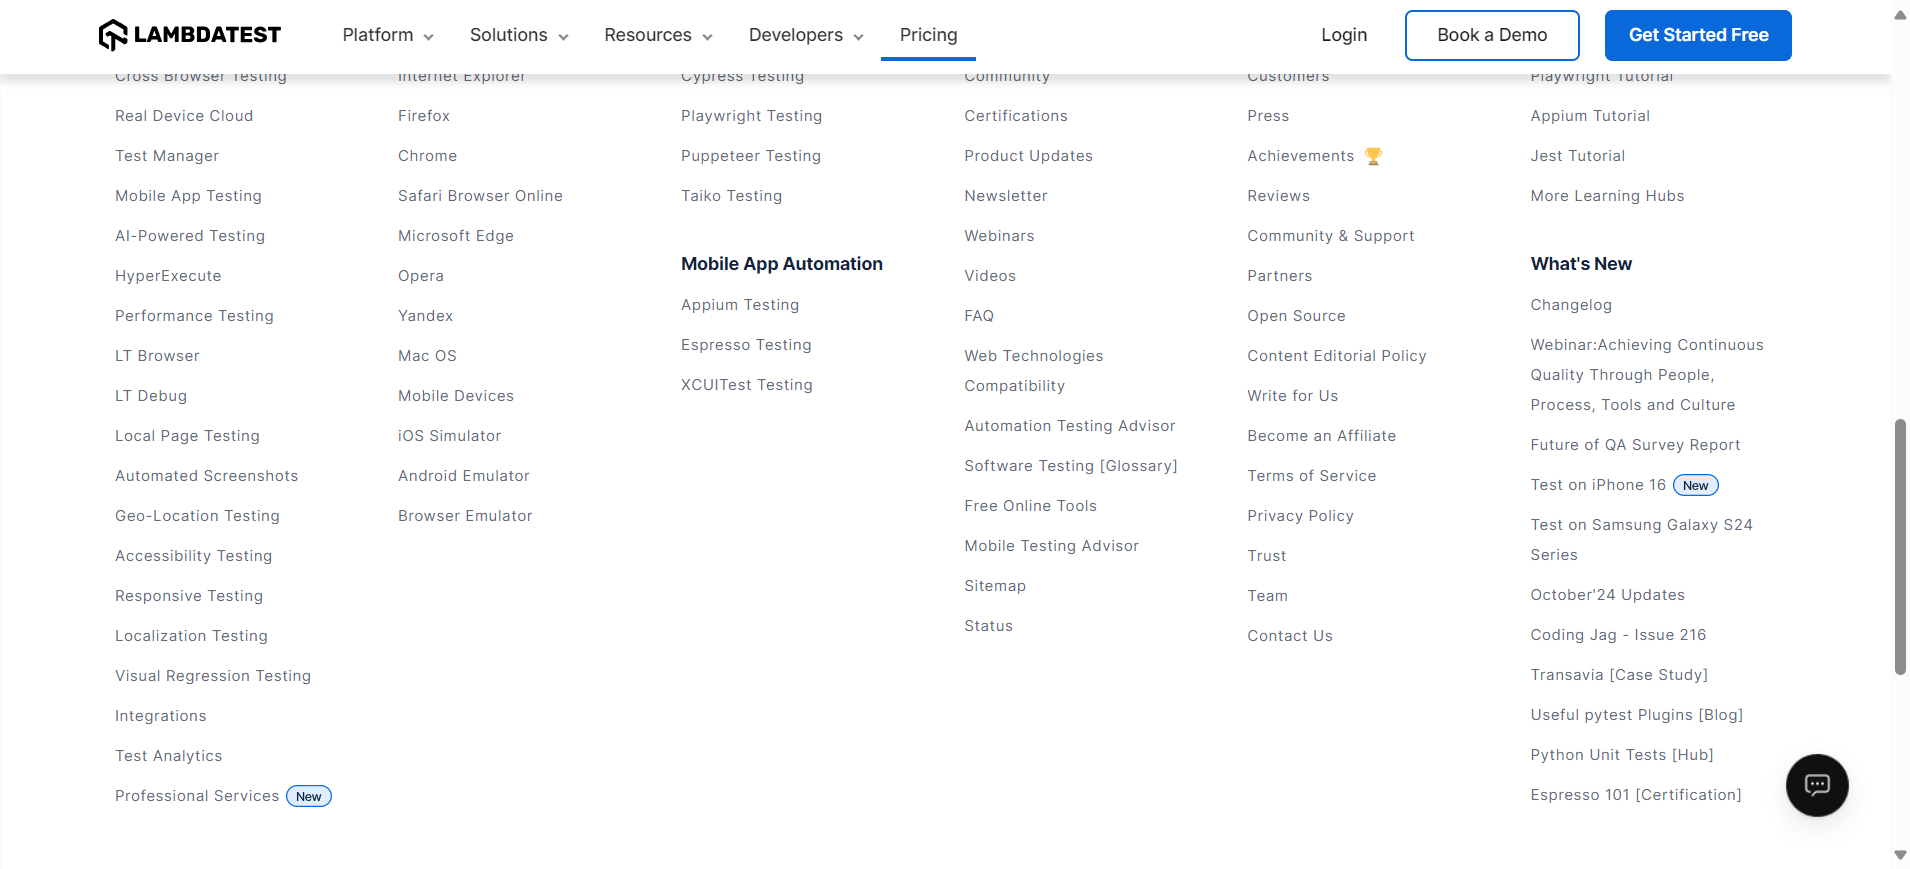 LAMBDATEST
Platform
Solutions
Resources
Developers
Pricing
Login
Book a Demo
Get Started Free
Cross Browser Testing
Real Device Cloud
Test Manager
Mobile App Testing
AI-Powered Testing
HyperExecute
Performance Testing
LT Browser
LT Debug
Local Page Testing
Automated Screenshots
Geo-Location Testing
Accessibility Testing
Responsive Testing
Localization Testing
Visual Regression Testing
Integrations
Test Analytics
Professional Services New
Internet Explorer
Firefox
Chrome
Safari Browser Online
Microsoft Edge
Opera
Yandex
Mac OS
Mobile Devices
iOS Simulator
Android Emulator
Browser Emulator
Cypress Testing
Playwright Testing
Puppeteer Testing
Taiko Testing
Mobile App Automation
Appium Testing
Espresso Testing
XCUITest Testing
Community
Certifications
Product Updates
Newsletter
Webinars
Videos
FAQ
Web Technologies
Compatibility
Automation Testing Advisor
Software Testing [Glossary]
Free Online Tools
Mobile Testing Advisor
Sitemap
Status
Customers
Press
Achievements
Reviews
Community & Support
Partners
Open Source
Content Editorial Policy
Write for Us
Become an Affiliate
Terms of Service
Privacy Policy
Trust
Team
Contact Us
Playwright Tutorial
Appium Tutorial
Jest Tutorial
More Learning Hubs
What's New
Changelog
Webinar:Achieving Continuous
Quality Through People,
Process, Tools and Culture
Future of QA Survey Report
Test on iPhone 16 New
Test on Samsung Galaxy S24
Series
October'24 Updates
Coding Jag - Issue 216
Transavia [Case Study]
Useful pytest Plugins [Blog]
Python Unit Tests [Hub]
Espresso 101 [Certification]